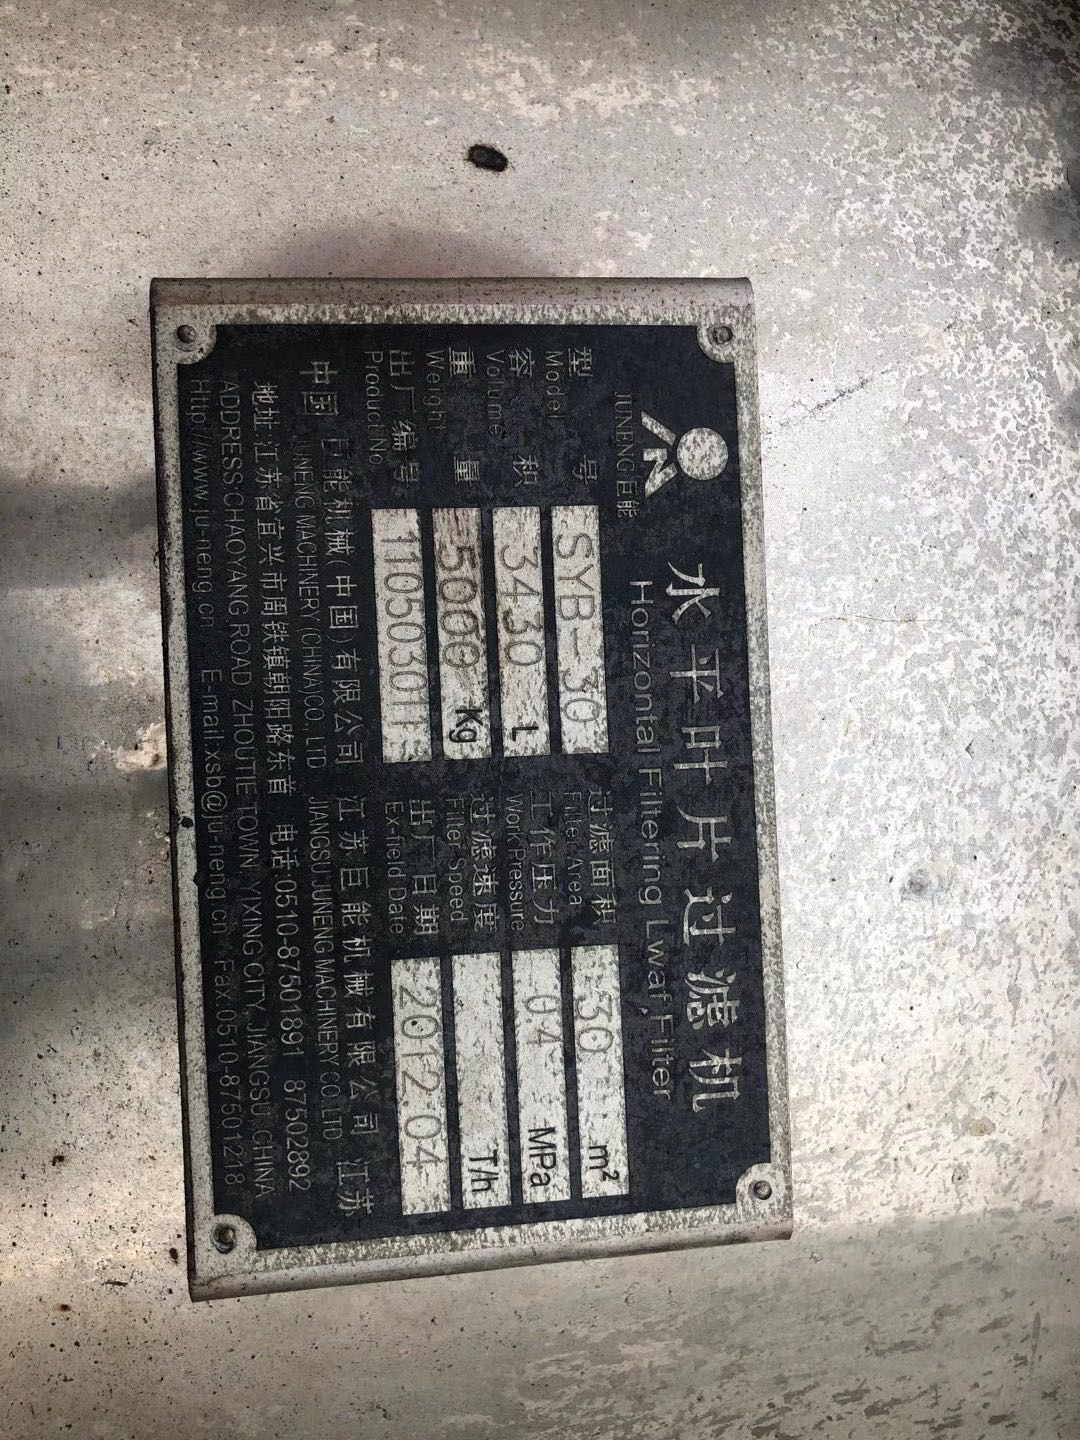 JUNENG 巨能
水平叶片过滤机
Horizontal Filtering Lwaf, Filter
型号 SYB-30 过滤面积 30 m²
Model Filter Area
容积 3430 L 工作压力 0.4 MPa
Volume Work Pressure
重量 5000 Kg 过滤速度 T/h
Weight Filter Speed
出厂编号 11050301 出厂日期 2012.04
Product No. Ex-field Date
中国 巨能机械(中国)有限公司 江苏巨能机械有限公司 江苏
JUNENG MACHINERY (CHINA)CO., LTD JIANGSU JUNENG MACHINERY CO.LTD
地址:江苏省宜兴市周铁镇朝阳路东首 电话:0510-87501891 87502892
ADDRESS:CHAOYANG ROAD, ZHOUTIE TOWN, YIXING CITY, JIANGSU, CHINA
Http://www.ju-neng.cn E-mail.xsb@ju-neng.cn Fax:0510-87501218